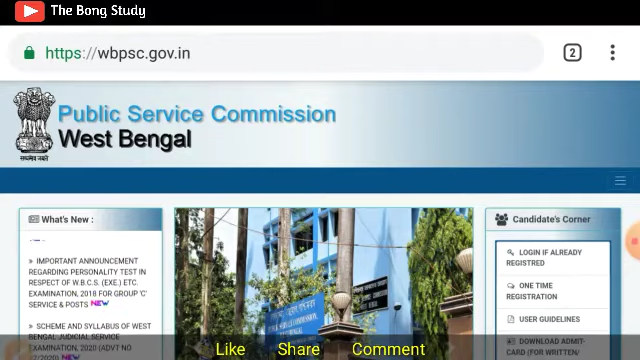 The Bong Study
https://wbpsc.gov.in
2
Public Service Commission
West Bengal
सत्यमेव जयते
What's New :
» IMPORTANT ANNOUNCEMENT
REGARDING PERSONALITY TEST IN
RESPECT OF W.B.C.S. (EXE.) ETC.
EXAMINATION, 2018 FOR GROUP 'C'
SERVICE & POSTS NEW
» SCHEME AND SYLLABUS OF WEST
BENGAL JUDICIAL SERVICE
EXAMINATION, 2020 (ADVT NO
Candidate's Corner
LOGIN IF ALREADY
REGISTRED
ONE TIME
REGISTRATION
USER GUIDELINES
DOWNLOAD ADMIT-
CARD (FOR WRITTEN/
Like Share Comment